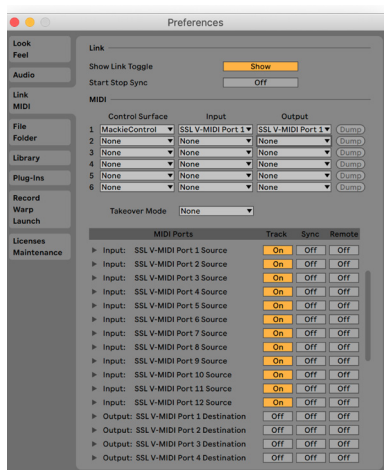 Preferences
Look
Feel
Audio
Link
MIDI
File
Folder
Library
Plug-Ins
Record
Warp
Launch
Licenses
Maintenance
Link
Show Link Toggle Show
Start Stop Sync Off
MIDI
Control Surface Input Output
1 MackieControl SSL V-MIDI Port 1 SSL V-MIDI Port 1 Dump
2 None None None Dump
3 None None None Dump
4 None None None Dump
5 None None None Dump
6 None None None Dump
Takeover Mode None
MIDI Ports Track Sync Remote
Input: SSL V-MIDI Port 1 Source On Off Off
Input: SSL V-MIDI Port 2 Source On Off Off
Input: SSL V-MIDI Port 3 Source On Off Off
Input: SSL V-MIDI Port 4 Source On Off Off
Input: SSL V-MIDI Port 5 Source On Off Off
Input: SSL V-MIDI Port 6 Source On Off Off
Input: SSL V-MIDI Port 7 Source On Off Off
Input: SSL V-MIDI Port 8 Source On Off Off
Input: SSL V-MIDI Port 9 Source On Off Off
Input: SSL V-MIDI Port 10 Source On Off Off
Input: SSL V-MIDI Port 11 Source On Off Off
Input: SSL V-MIDI Port 12 Source On Off Off
Output: SSL V-MIDI Port 1 Destination Off Off Off
Output: SSL V-MIDI Port 2 Destination Off Off Off
Output: SSL V-MIDI Port 3 Destination Off Off Off
Output: SSL V-MIDI Port 4 Destination Off Off Off